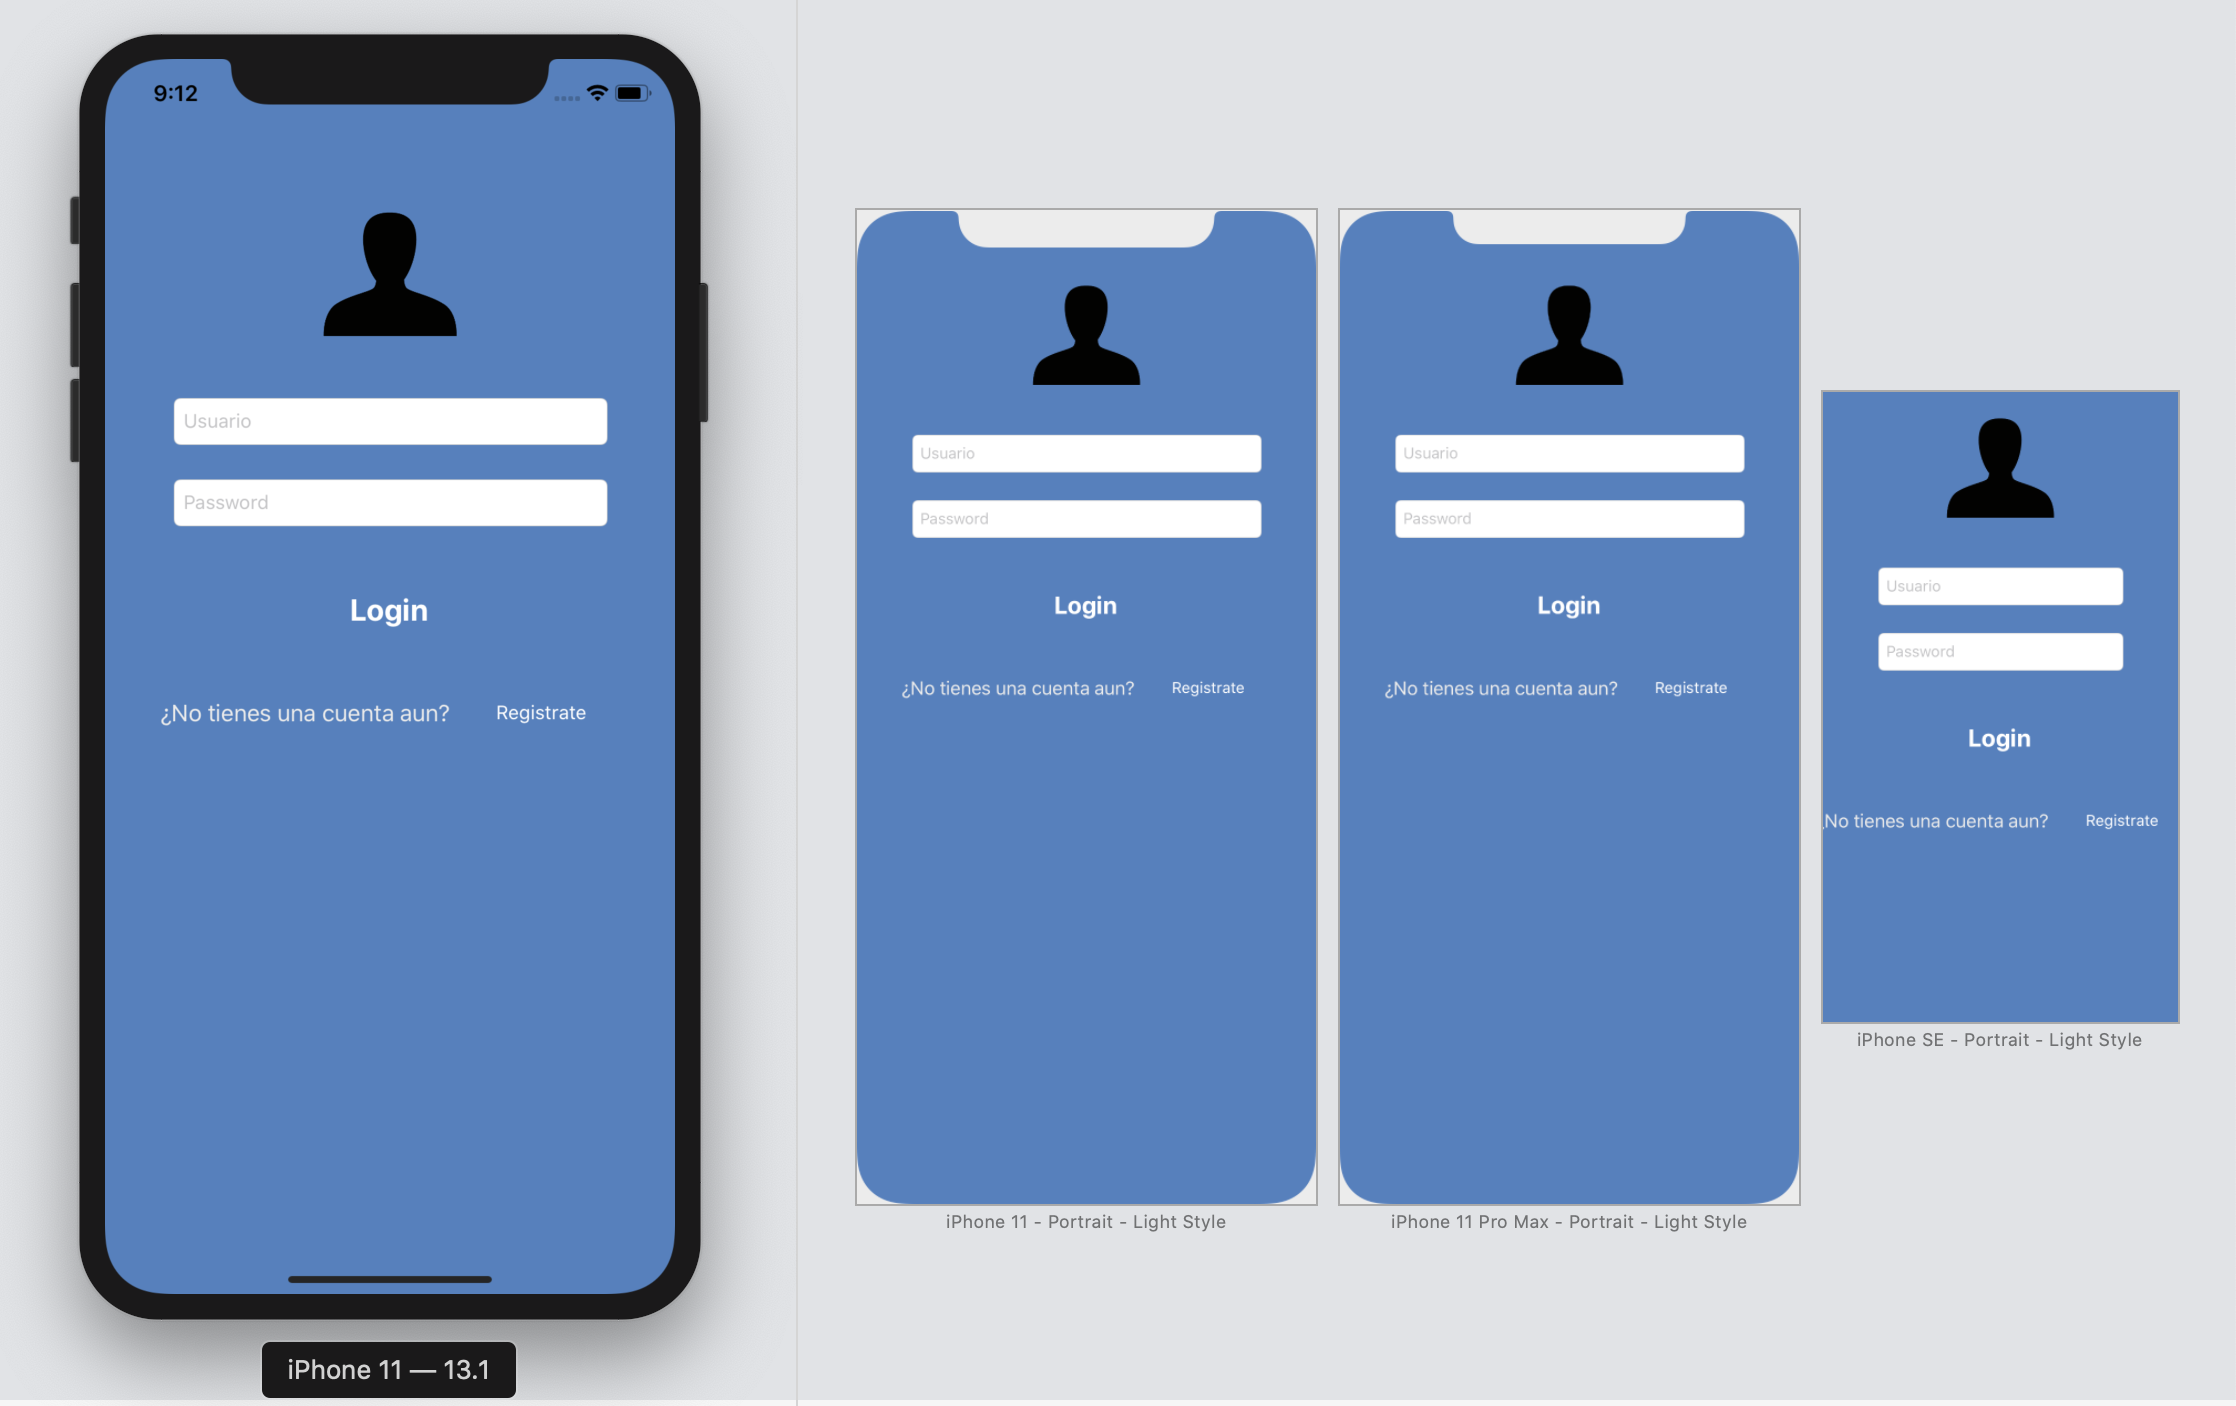 9:12
Usuario
Password
Login
¿No tienes una cuenta aun? Registrate
iPhone 11 — 13.1
Usuario
Password
Login
¿No tienes una cuenta aun? Registrate
iPhone 11 - Portrait - Light Style
Usuario
Password
Login
¿No tienes una cuenta aun? Registrate
iPhone 11 Pro Max - Portrait - Light Style
Usuario
Password
Login
¿No tienes una cuenta aun? Registrate
iPhone SE - Portrait - Light Style